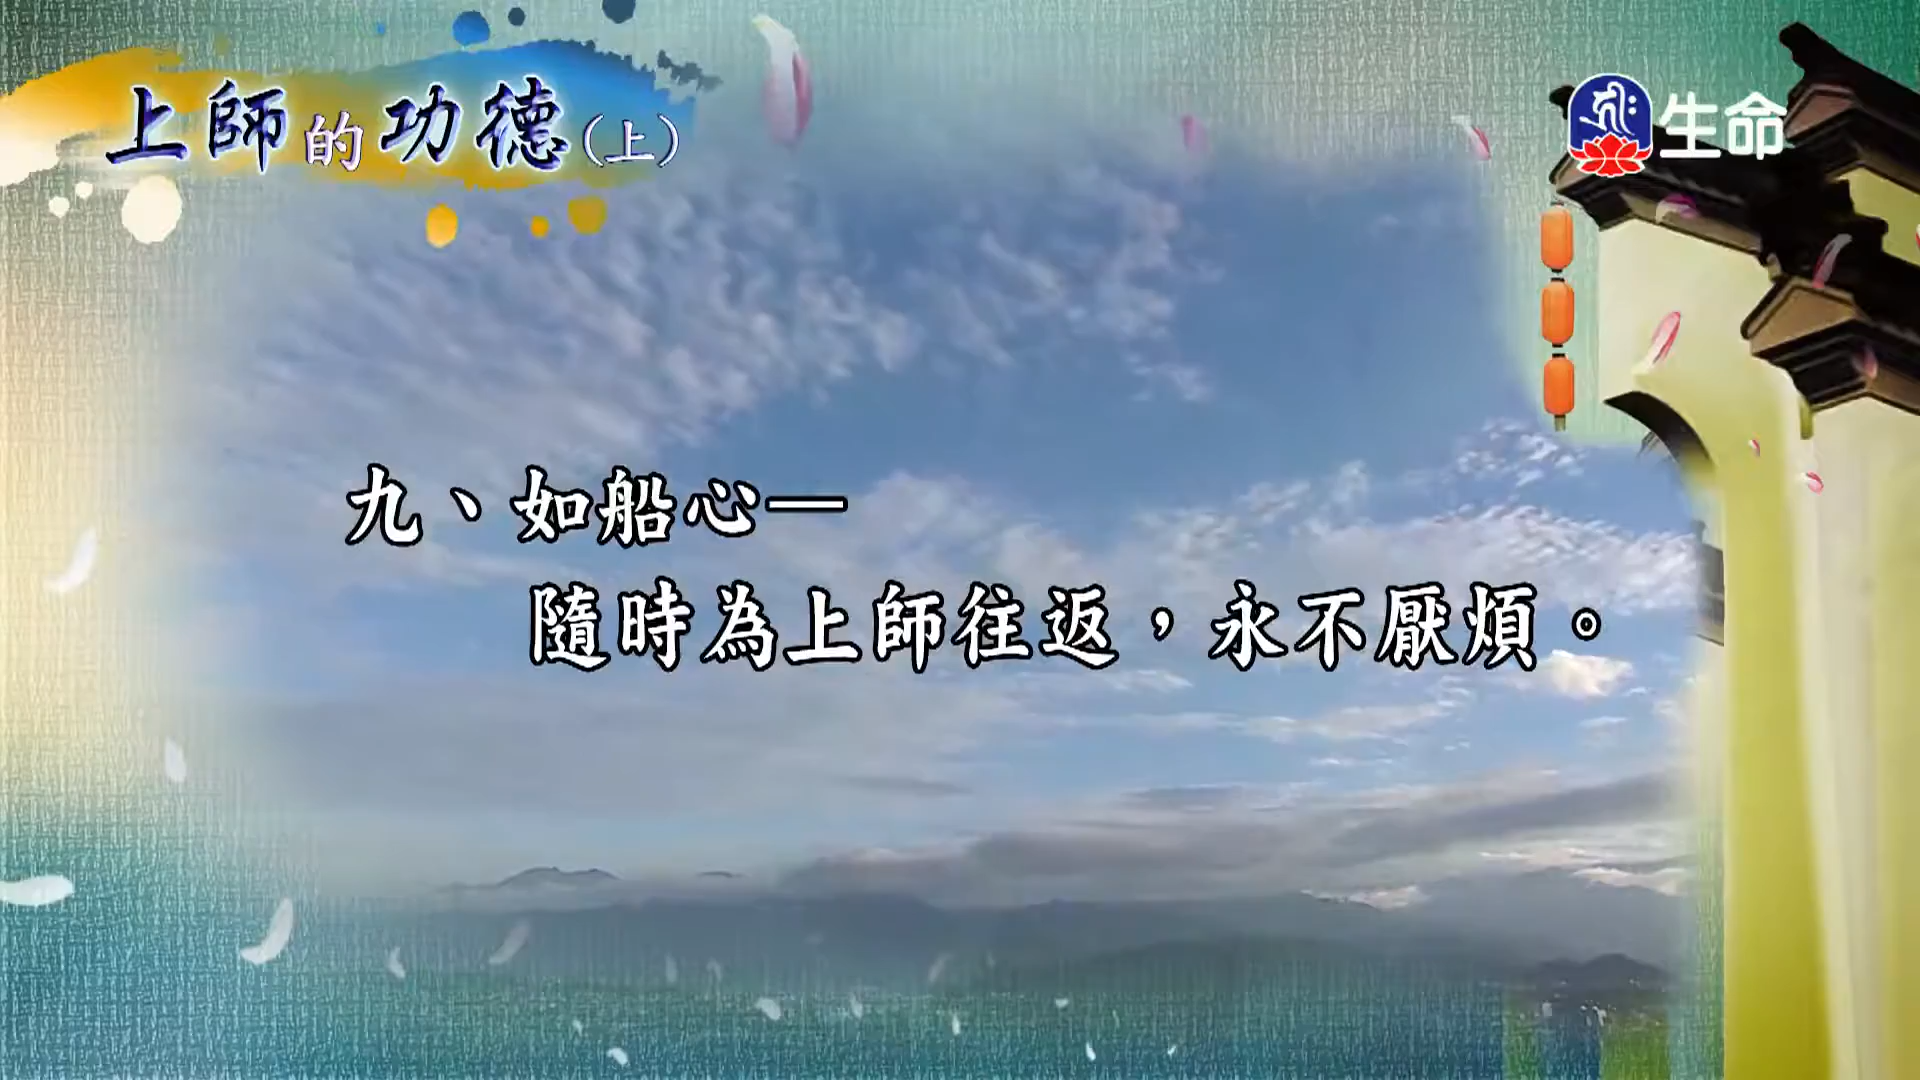 上師的功德(上)
生命
九、如船心—
隨時為上師往返，永不厭煩。